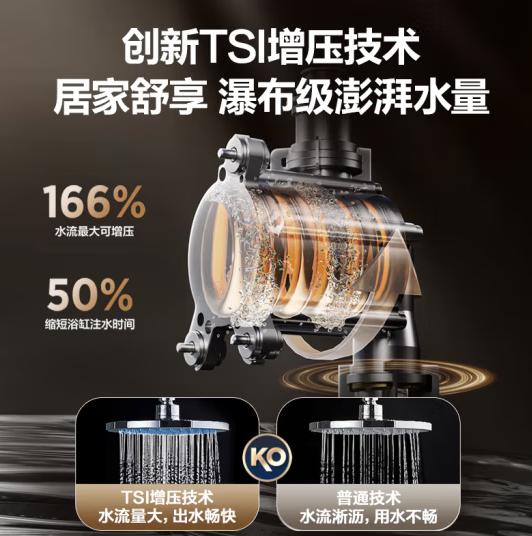 创新TSI增压技术
居家舒享 瀑布级澎湃水量
166%
水流最大可增压
50%
缩短浴缸注水时间
KO
TSI增压技术
水流量大，出水畅快
普通技术
水流淅沥，用水不畅